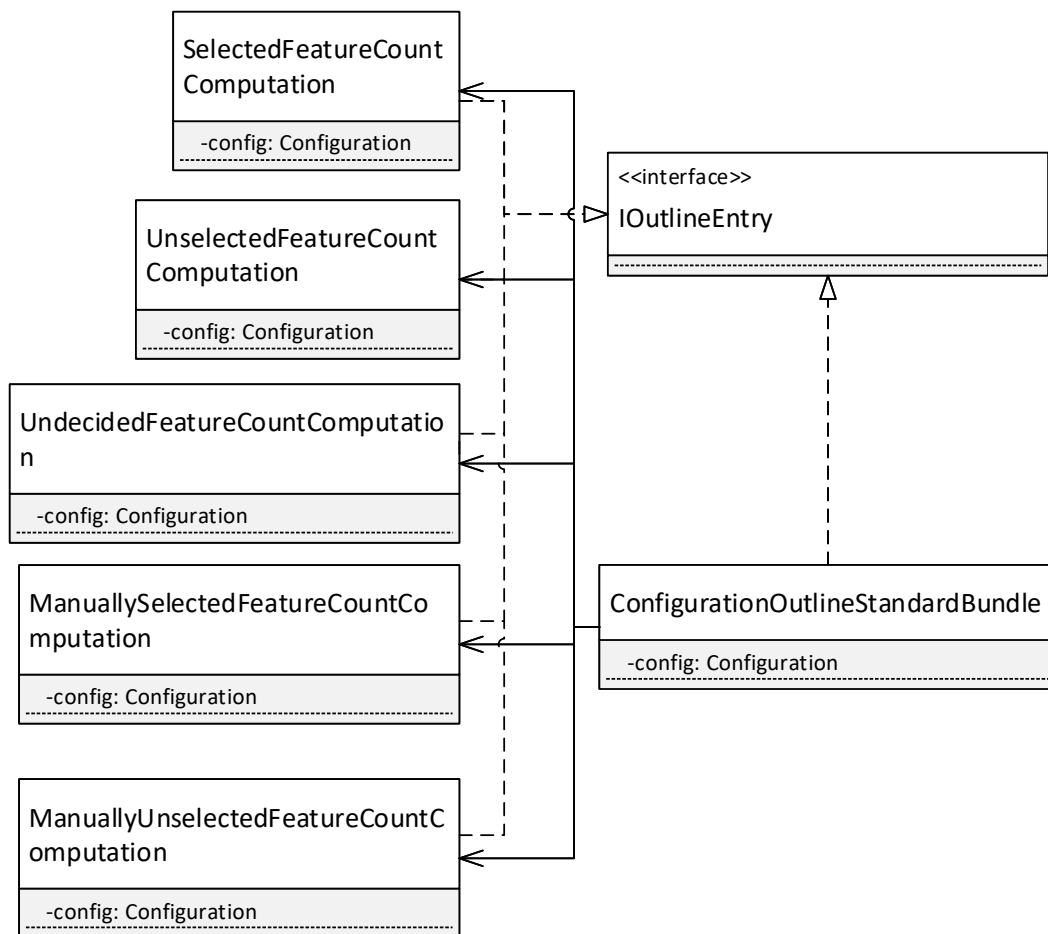 SelectedFeatureCount
Computation
-config: Configuration
<<interface>>
IOutlineEntry
UnselectedFeatureCount
Computation
-config: Configuration
UndecidedFeatureCountComputatio
n
-config: Configuration
ManuallySelectedFeatureCountCo
mputation
-config: Configuration
ConfigurationOutlineStandardBundle
-config: Configuration
ManuallyUnselectedFeatureCountC
omputation
-config: Configuration